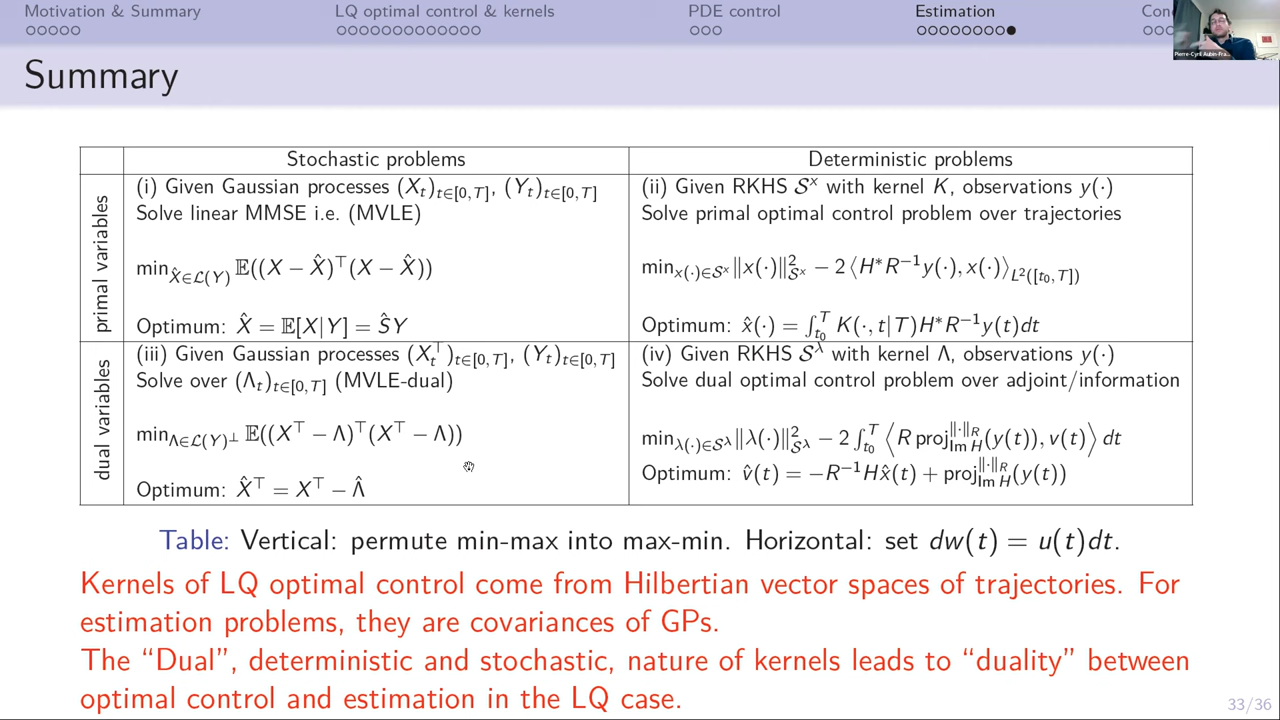 Motivation & Summary LQ optimal control & kernels PDE control Estimation Con
Pierre-Cyril Aubin-Fra...
Summary
Stochastic problems Deterministic problems
primal variables
(i) Given Gaussian processes (X_t)_{t∈[0,T]}, (Y_t)_{t∈[0,T]}
Solve linear MMSE i.e. (MVLE)
min_{X̂∈ℒ(Y)} 𝔼((X − X̂)^⊤(X − X̂))
Optimum: X̂ = 𝔼[X|Y] = ŜY
(ii) Given RKHS 𝒮^x with kernel K, observations y(·)
Solve primal optimal control problem over trajectories
min_{x(·)∈𝒮^x} ‖x(·)‖²_{𝒮^x} − 2⟨H*R^{−1}y(·), x(·)⟩_{L²([t_0,T])}
Optimum: x̂(·) = ∫_{t_0}^{T} K(·, t|T)H*R^{−1}y(t)dt
dual variables
(iii) Given Gaussian processes (X_t^⊤)_{t∈[0,T]}, (Y_t)_{t∈[0,T]}
Solve over (Λ_t)_{t∈[0,T]} (MVLE-dual)
min_{Λ∈ℒ(Y)^⊥} 𝔼((X^⊤ − Λ)^⊤(X^⊤ − Λ))
Optimum: X̂^⊤ = X^⊤ − Λ̂
(iv) Given RKHS 𝒮^λ with kernel Λ, observations y(·)
Solve dual optimal control problem over adjoint/information
min_{λ(·)∈𝒮^λ} ‖λ(·)‖²_{𝒮^λ} − 2∫_{t_0}^{T} ⟨R proj_{Im H}^{‖·‖_R}(y(t)), v(t)⟩ dt
Optimum: v̂(t) = −R^{−1}Hx̂(t) + proj_{Im H}^{‖·‖_R}(y(t))
Table: Vertical: permute min-max into max-min. Horizontal: set dw(t) = u(t)dt.
Kernels of LQ optimal control come from Hilbertian vector spaces of trajectories. For
estimation problems, they are covariances of GPs.
The “Dual”, deterministic and stochastic, nature of kernels leads to “duality” between
optimal control and estimation in the LQ case.
33/36